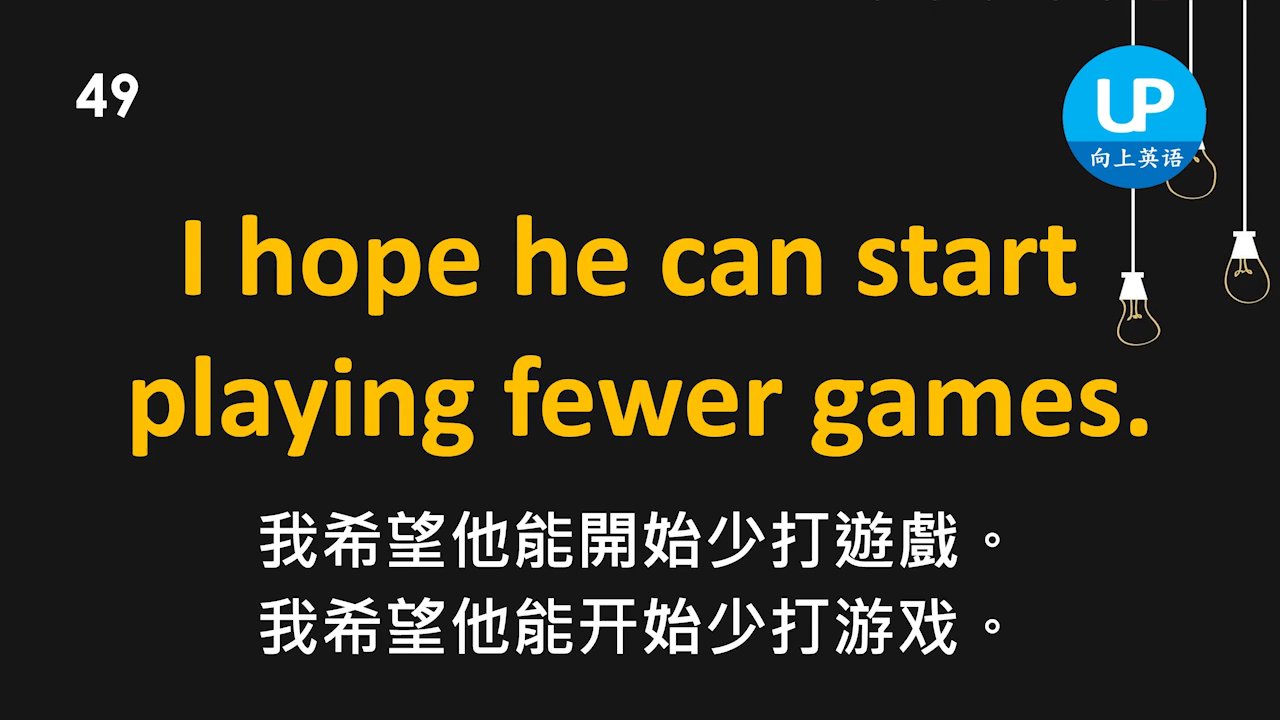 49
UP
向上英语
I hope he can start
playing fewer games.
我希望他能開始少打遊戲。
我希望他能开始少打游戏。